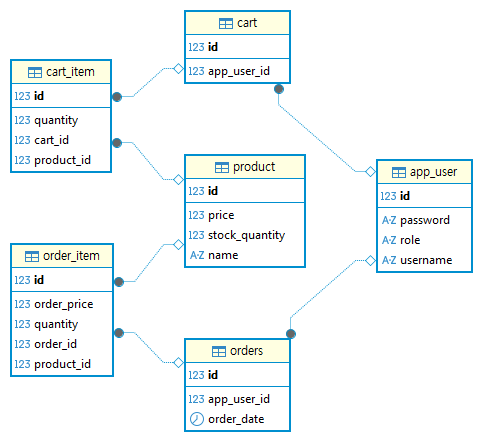 cart
123 id
123 app_user_id
cart_item
123 id
123 quantity
123 cart_id
123 product_id
product
123 id
123 price
123 stock_quantity
A-Z name
app_user
123 id
A-Z password
A-Z role
A-Z username
order_item
123 id
123 order_price
123 quantity
123 order_id
123 product_id
orders
123 id
123 app_user_id
order_date